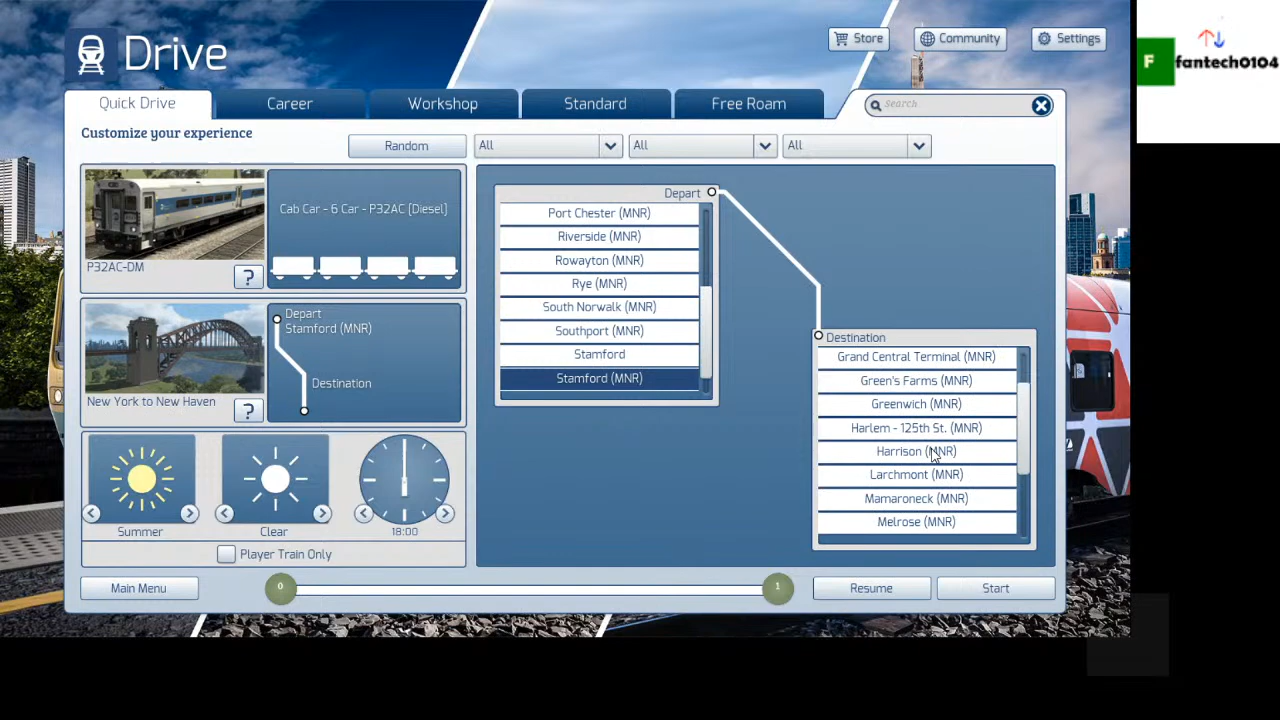 Drive
Store
Community
Settings
Quick Drive
Career
Workshop
Standard
Free Roam
Search
Customize your experience
Random
All
All
All
Cab Car - 6 Car - P32AC (Diesel)
P32AC-DM
?
Depart
Stamford (MNR)
Destination
New York to New Haven
?
Summer
Clear
18:00
Player Train Only
Depart
Port Chester (MNR)
Riverside (MNR)
Rowayton (MNR)
Rye (MNR)
South Norwalk (MNR)
Southport (MNR)
Stamford
Stamford (MNR)
Destination
Grand Central Terminal (MNR)
Green's Farms (MNR)
Greenwich (MNR)
Harlem - 125th St. (MNR)
Harrison (MNR)
Larchmont (MNR)
Mamaroneck (MNR)
Melrose (MNR)
Main Menu
0
1
Resume
Start
F
fantech0104